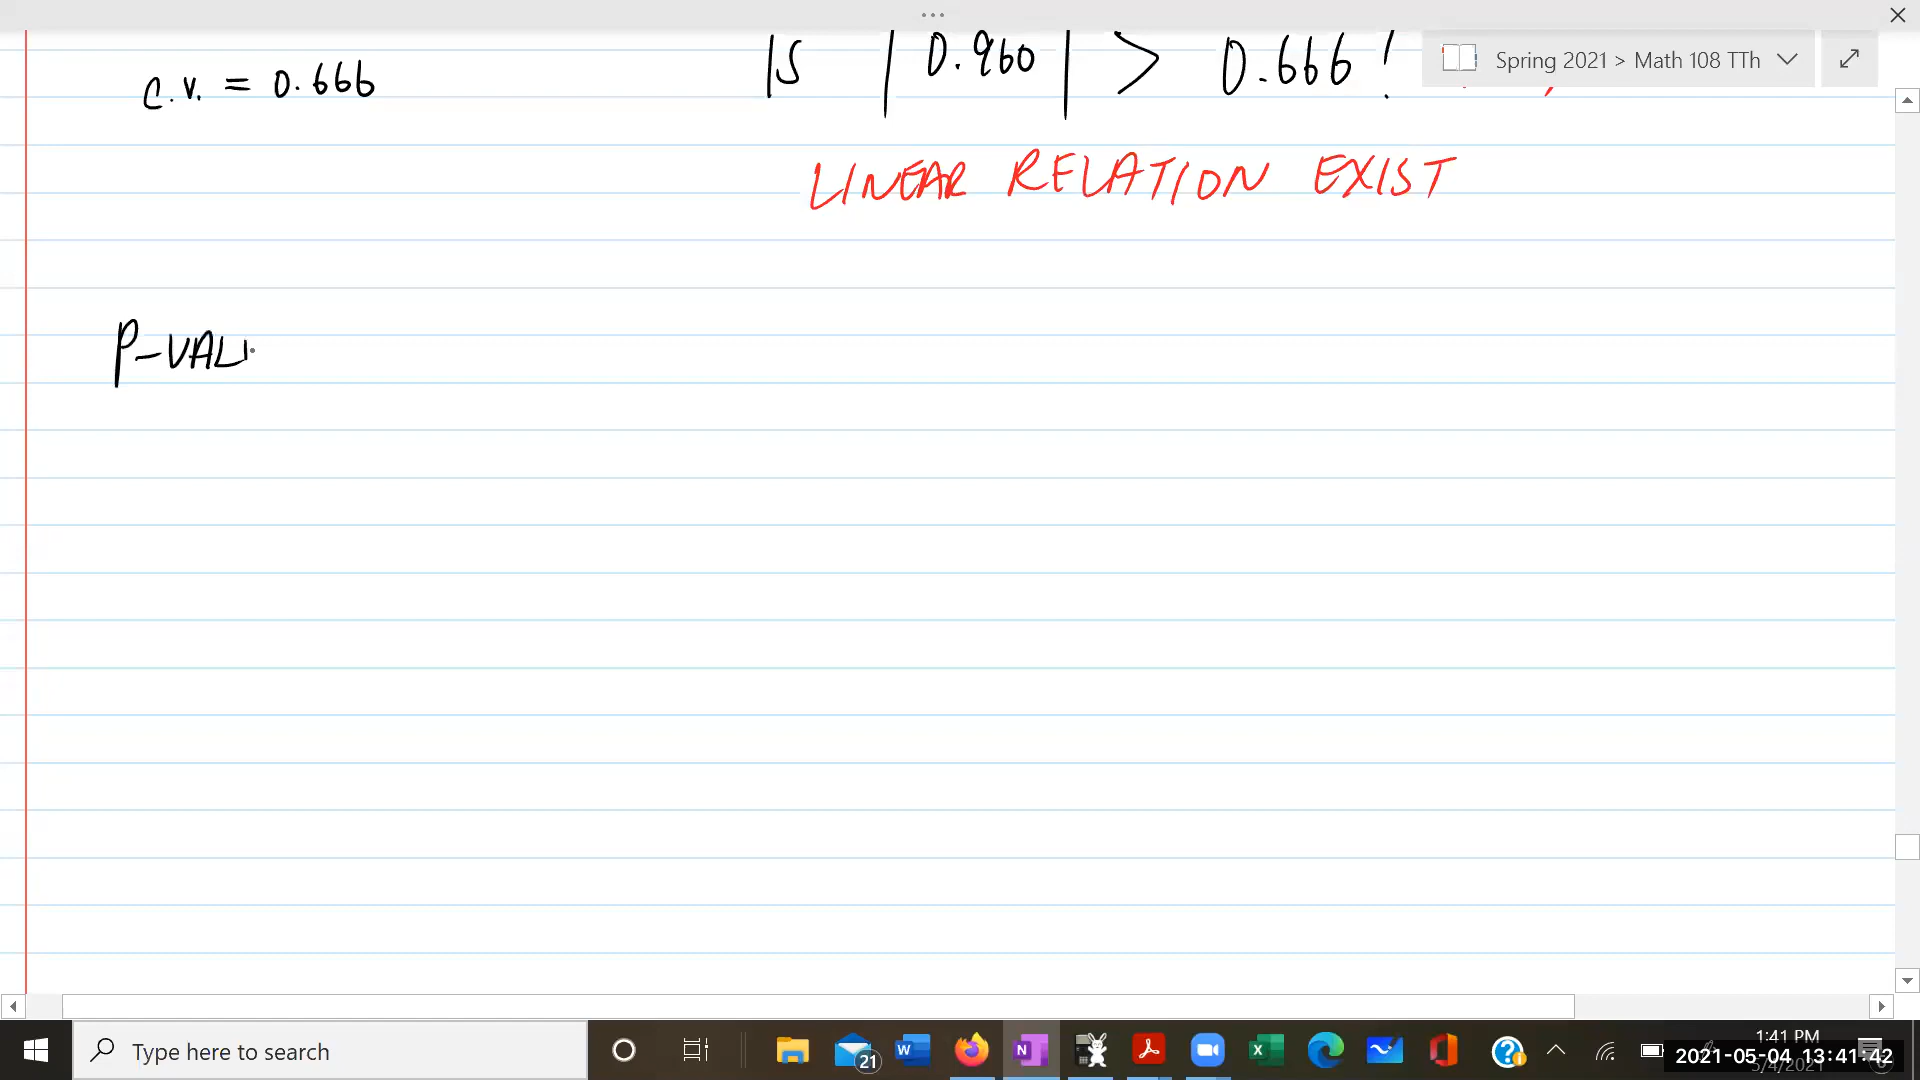 Is | 0.960 | > 0.666 !
c.v. = 0.666
Spring 2021 > Math 108 TTh
LINEAR RELATION EXIST
P-VALU
Type here to search
21
1:41 PM
2021-05-04 13:41:42